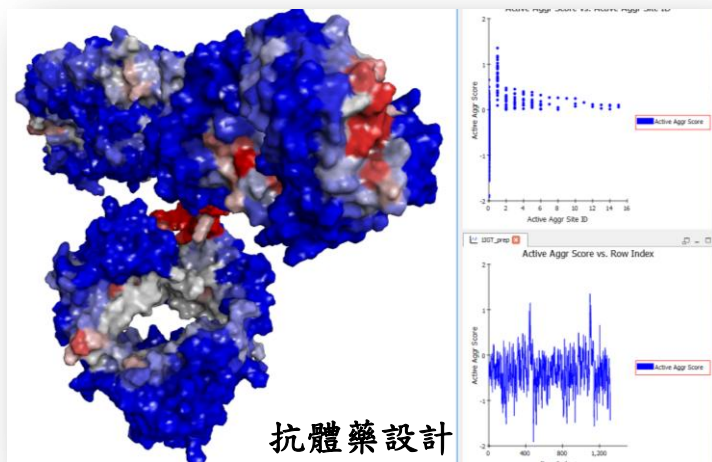 Active Aggr Score vs. Active Aggr Site ID
2
1
0
-1
-2
Active Aggr Score
0 2 4 6 8 10 12 14 16
Active Aggr Site ID
Active Aggr Score
1IGT_prep
Active Aggr Score vs. Row Index
2
1
0
-1
-2
Active Aggr Score
0 400 800 1,200
Active Aggr Score
抗體藥設計